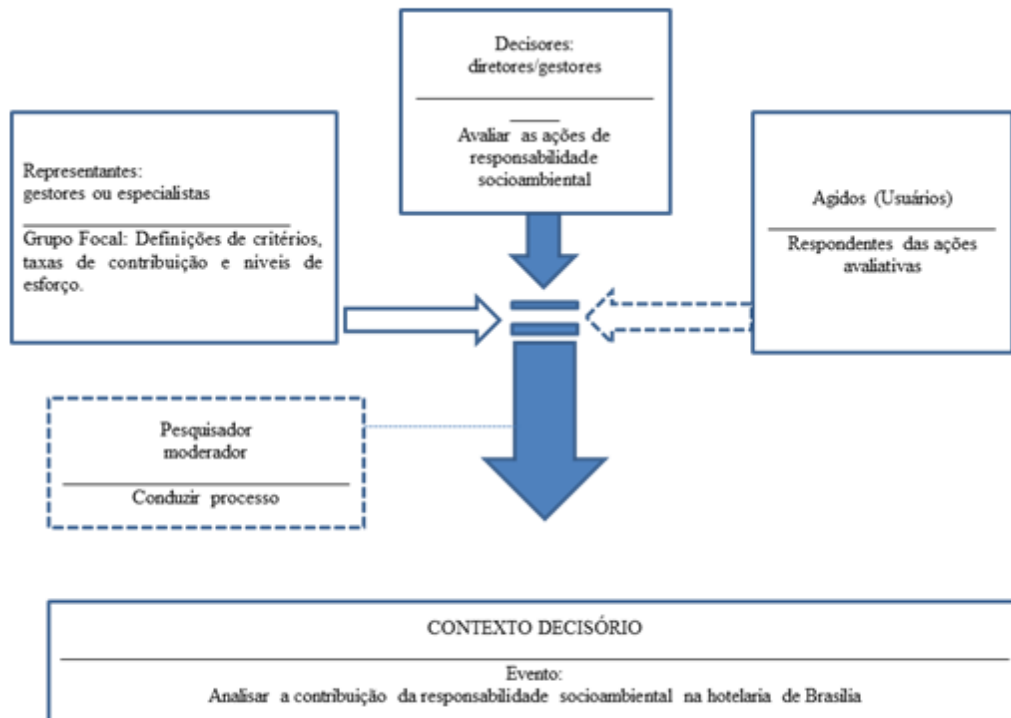 Decisores:
diretores/gestores
Avaliar as ações de
responsabilidade
socioambiental
Representantes:
gestores ou especialistas
Grupo Focal: Definições de critérios,
taxas de contribuição e níveis de
esforço.
Agidos (Usuários)
Respondentes das ações
avaliativas
Pesquisador
moderador
Conduzir processo
CONTEXTO DECISÓRIO
Evento:
Analisar a contribuição da responsabilidade socioambiental na hotelaria de Brasília